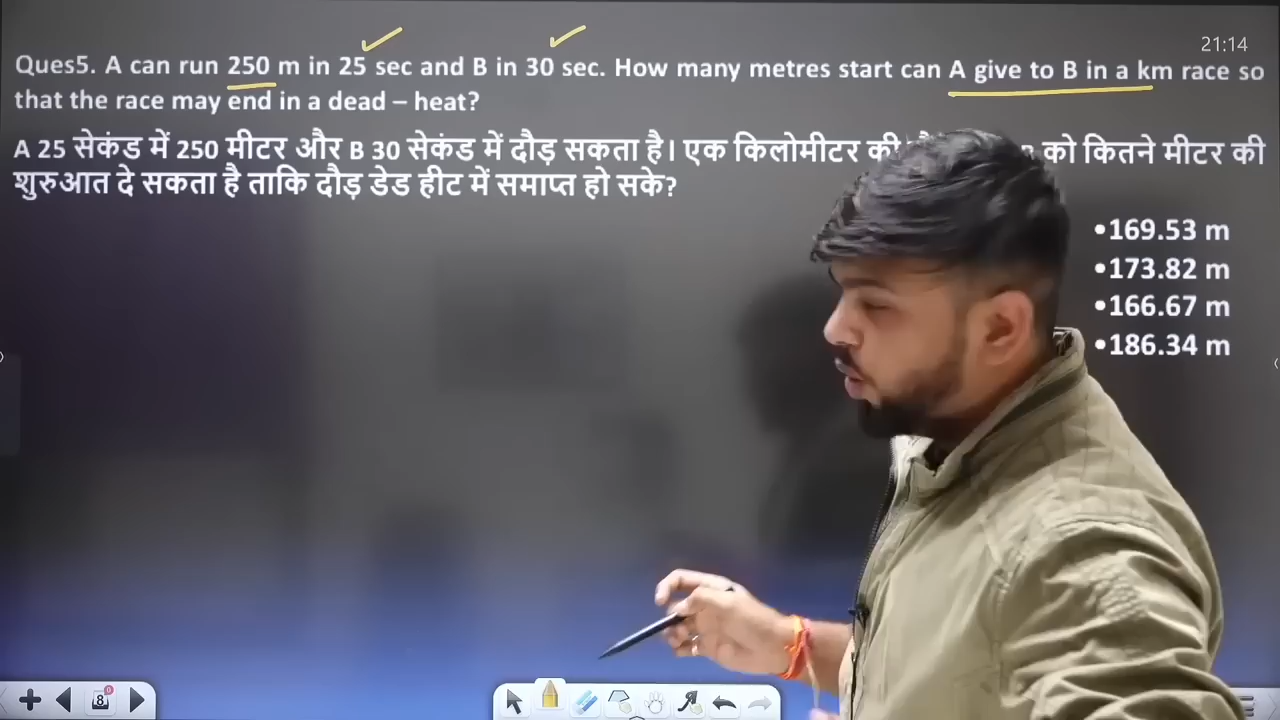 21:14
Ques5. A can run 250 m in 25 sec and B in 30 sec. How many metres start can A give to B in a km race so
that the race may end in a dead – heat?
A 25 सेकंड में 250 मीटर और B 30 सेकंड में दौड़ सकता है। एक किलोमीटर की को कितने मीटर की
शुरुआत दे सकता है ताकि दौड़ डेड हीट में समाप्त हो सके?
•169.53 m
•173.82 m
•166.67 m
•186.34 m
8